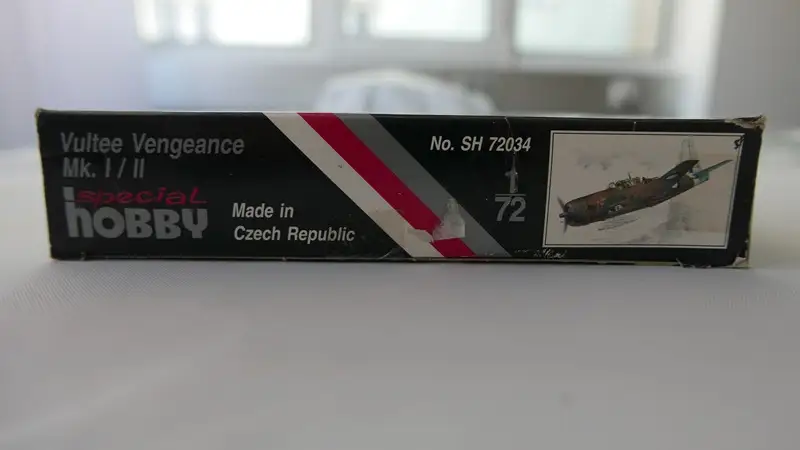 Vultee Vengeance
Mk. I / II
special
hobby
Made in
Czech Republic
No. SH 72034
1
72